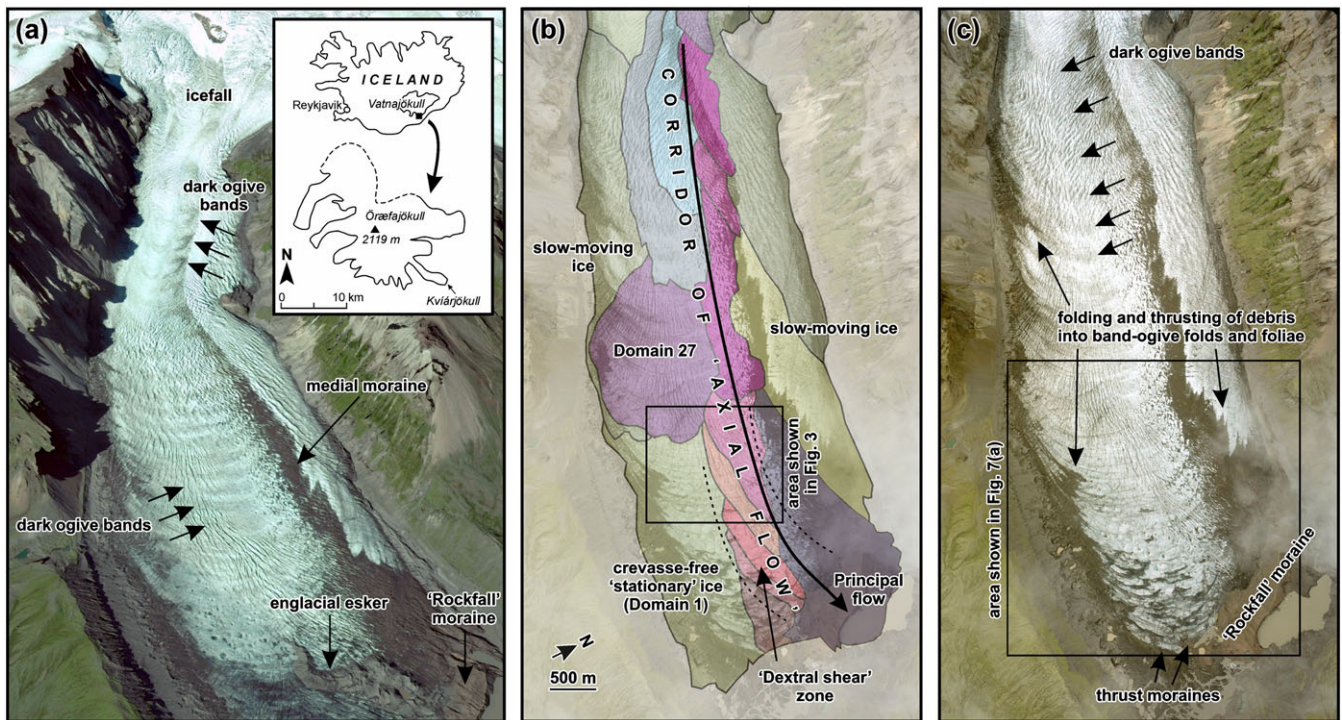 (a)
icefall
dark ogive
bands
ICELAND
Reykjavik
Vatnajökull
Öræfajökull
2119 m
N
0 10 km
Kvíárjökull
medial moraine
dark ogive bands
englacial esker
'Rockfall'
moraine
(b)
CORRIDOR OF 'AXIAL FLOW'
slow-moving
ice
slow-moving ice
Domain 27
area shown
in Fig. 3
crevasse-free
'stationary' ice
(Domain 1)
Principal
flow
N
500 m
'Dextral shear'
zone
(c)
dark ogive bands
folding and thrusting of debris
into band-ogive folds and foliae
area shown in Fig. 7(a)
'Rockfall' moraine
thrust moraines